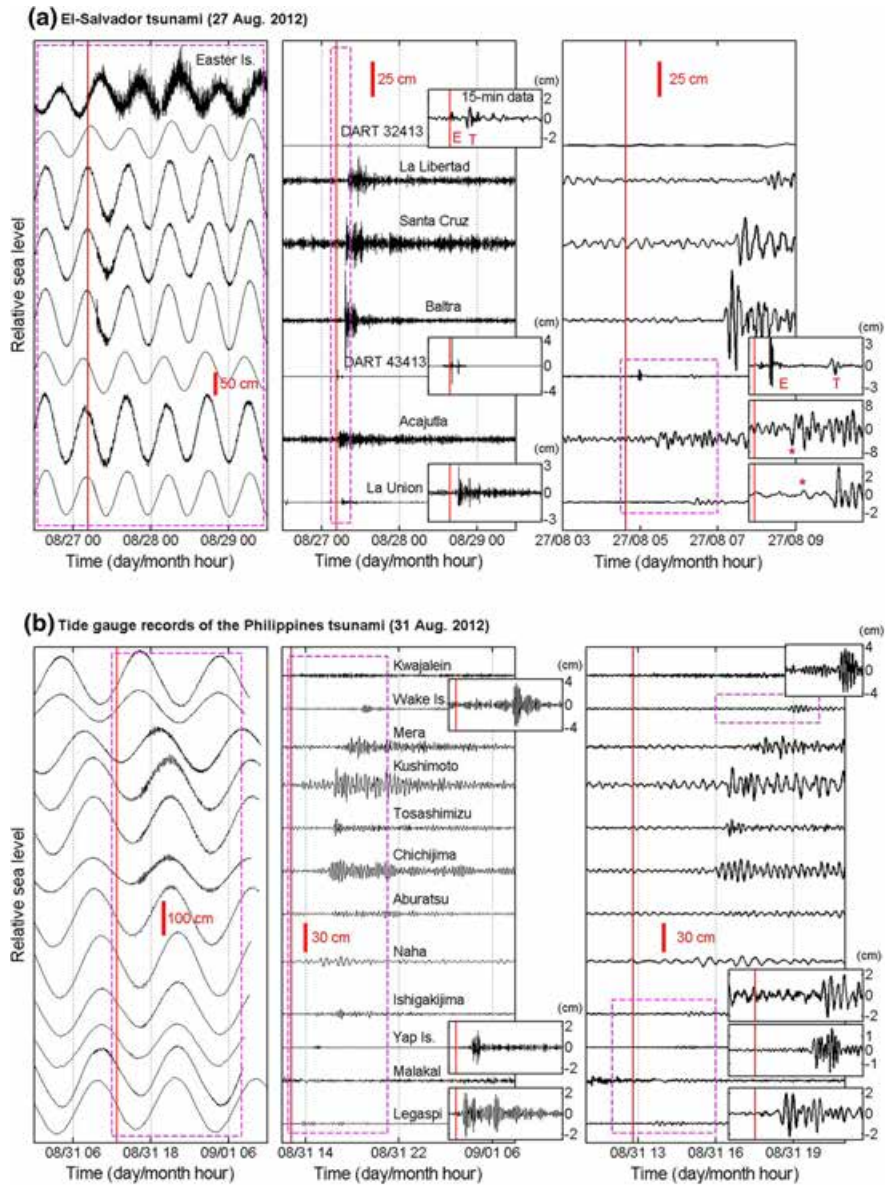 (a) El-Salvador tsunami (27 Aug. 2012)
Relative sea level
Easter Is.
50 cm
08/27 00 08/28 00 08/29 00
Time (day/month hour)
25 cm
(cm)
15-min data
2
0
-2
E T
DART 32413
La Libertad
Santa Cruz
Baltra
(cm)
4
0
-4
DART 43413
Acajutla
(cm)
3
0
-3
La Union
08/27 00 08/28 00 08/29 00
Time (day/month hour)
25 cm
(cm)
3
0
-3
E T
8
0
-8
*
2
0
-2
*
27/08 03 27/08 05 27/08 07 27/08 09
Time (day/month hour)
(b) Tide gauge records of the Philippines tsunami (31 Aug. 2012)
Relative sea level
100 cm
08/31 06 08/31 18 09/01 06
Time (day/month hour)
Kwajalein
(cm)
4
0
-4
Wake Is.
Mera
Kushimoto
Tosashimizu
Chichijima
Aburatsu
30 cm
Naha
Ishigakijima
(cm)
2
0
-2
Yap Is.
Malakal
Legaspi
08/31 14 08/31 22 09/01 06
Time (day/month hour)
(cm)
4
0
-4
30 cm
(cm)
2
0
-2
1
0
-1
2
0
-2
08/31 13 08/31 16 08/31 19
Time (day/month hour)